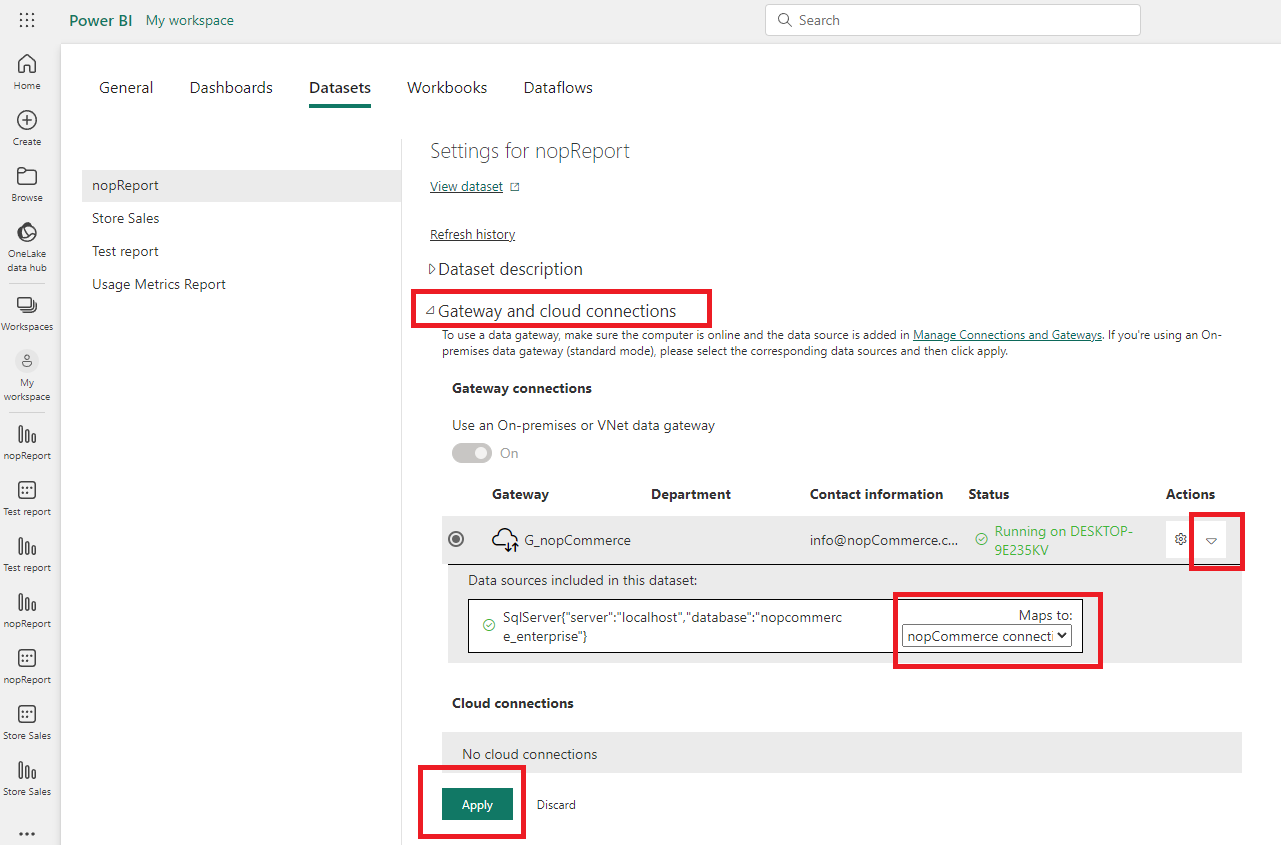 Power BI My workspace
Search
Home
Create
Browse
OneLake
data hub
Workspaces
My
workspace
nopReport
Test report
Test report
nopReport
nopReport
Store Sales
Store Sales
General Dashboards Datasets Workbooks Dataflows
nopReport
Store Sales
Test report
Usage Metrics Report
Settings for nopReport
View dataset
Refresh history
Dataset description
Gateway and cloud connections
To use a data gateway, make sure the computer is online and the data source is added in Manage Connections and Gateways. If you're using an On-
premises data gateway (standard mode), please select the corresponding data sources and then click apply.
Gateway connections
Use an On-premises or VNet data gateway
On
Gateway Department Contact information Status Actions
G_nopCommerce info@nopCommerce.c... Running on DESKTOP-
9E235KV
Data sources included in this dataset:
SqlServer{"server":"localhost","database":"nopcommerc
e_enterprise"}
Maps to:
nopCommerce connecti
Cloud connections
No cloud connections
Apply Discard